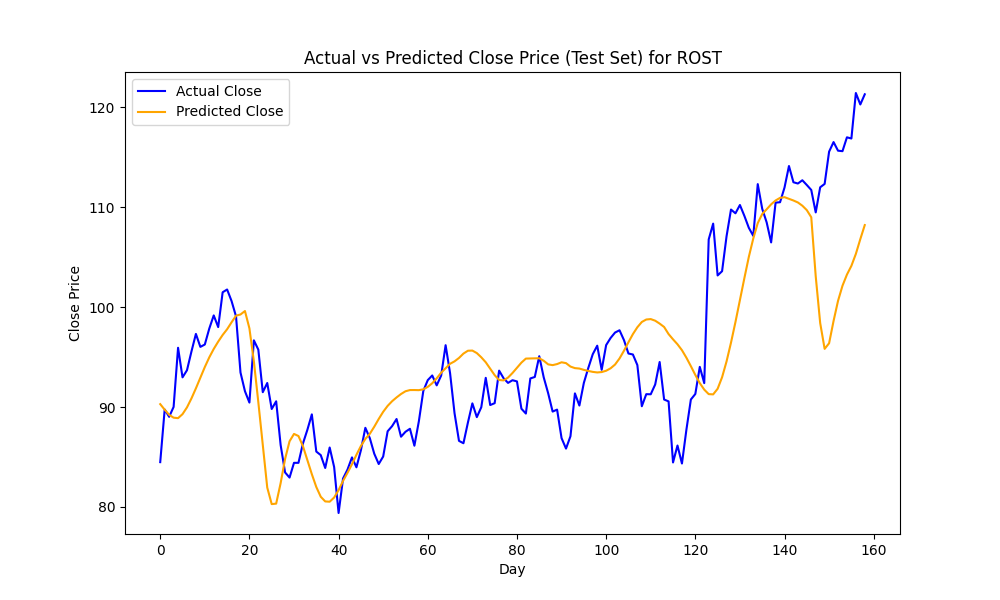 Actual vs Predicted Close Price (Test Set) for ROST
Actual Close
Predicted Close
120
110
100
90
80
Close Price
0 20 40 60 80 100 120 140 160
Day